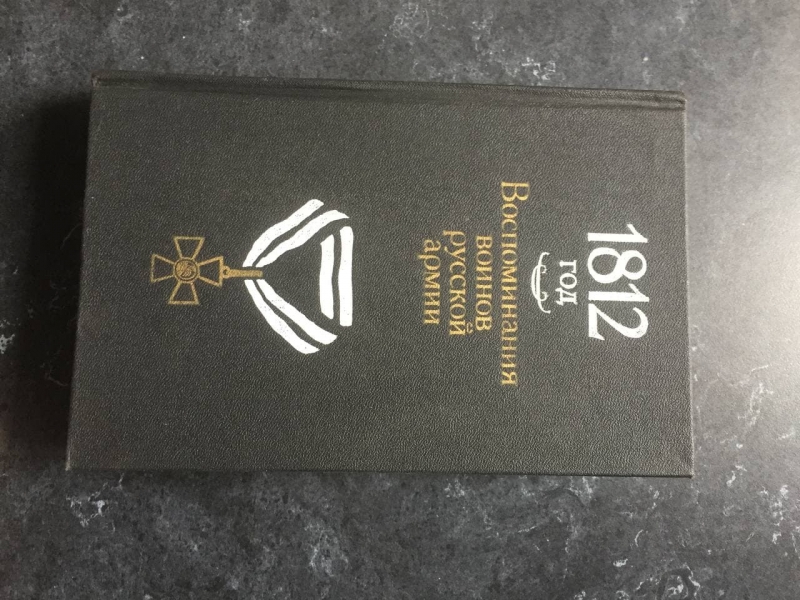 1812
год
Воспоминания
воинов
русской
армии